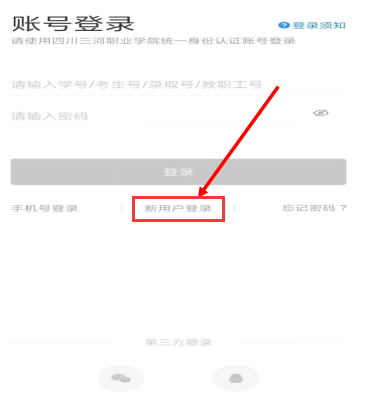 账号登录
登录须知
请使用四川三河职业学院统一身份认证账号登录
请输入学号/考生号/录取号/教职工号
请输入密码
登录
手机号登录 新用户登录 忘记密码？
第三方登录